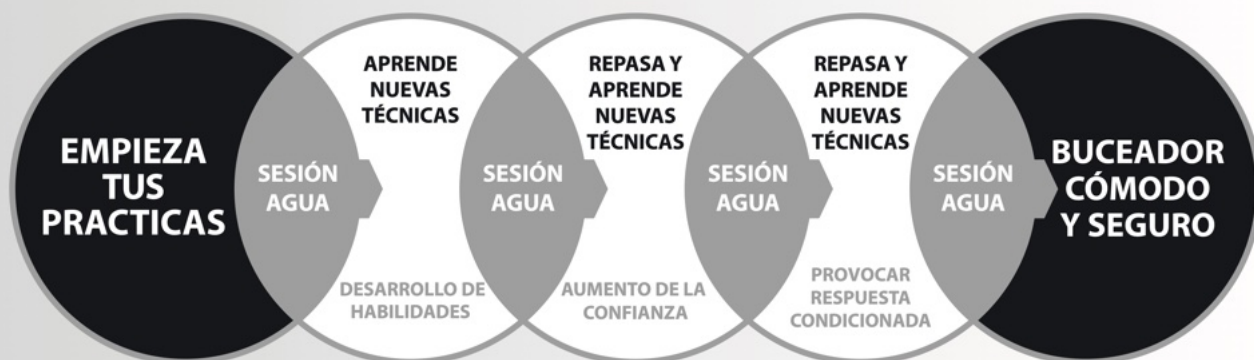 EMPIEZA
TUS
PRACTICAS
SESIÓN
AGUA
APRENDE
NUEVAS
TÉCNICAS
DESARROLLO DE
HABILIDADES
SESIÓN
AGUA
REPASA Y
APRENDE
NUEVAS
TÉCNICAS
AUMENTO DE LA
CONFIANZA
SESIÓN
AGUA
REPASA Y
APRENDE
NUEVAS
TÉCNICAS
PROVOCAR
RESPUESTA
CONDICIONADA
SESIÓN
AGUA
BUCEADOR
CÓMODO
Y SEGURO